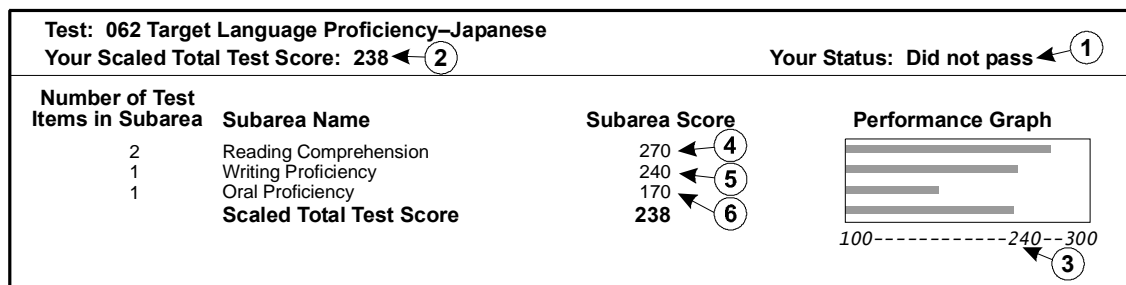 Test: 062 Target Language Proficiency–Japanese
Your Scaled Total Test Score: 238 2
Your Status: Did not pass 1
Number of Test Items in Subarea Subarea Name Subarea Score Performance Graph
2 Reading Comprehension 270 4
1 Writing Proficiency 240 5
1 Oral Proficiency 170 6
Scaled Total Test Score 238
100-------------240--300
3